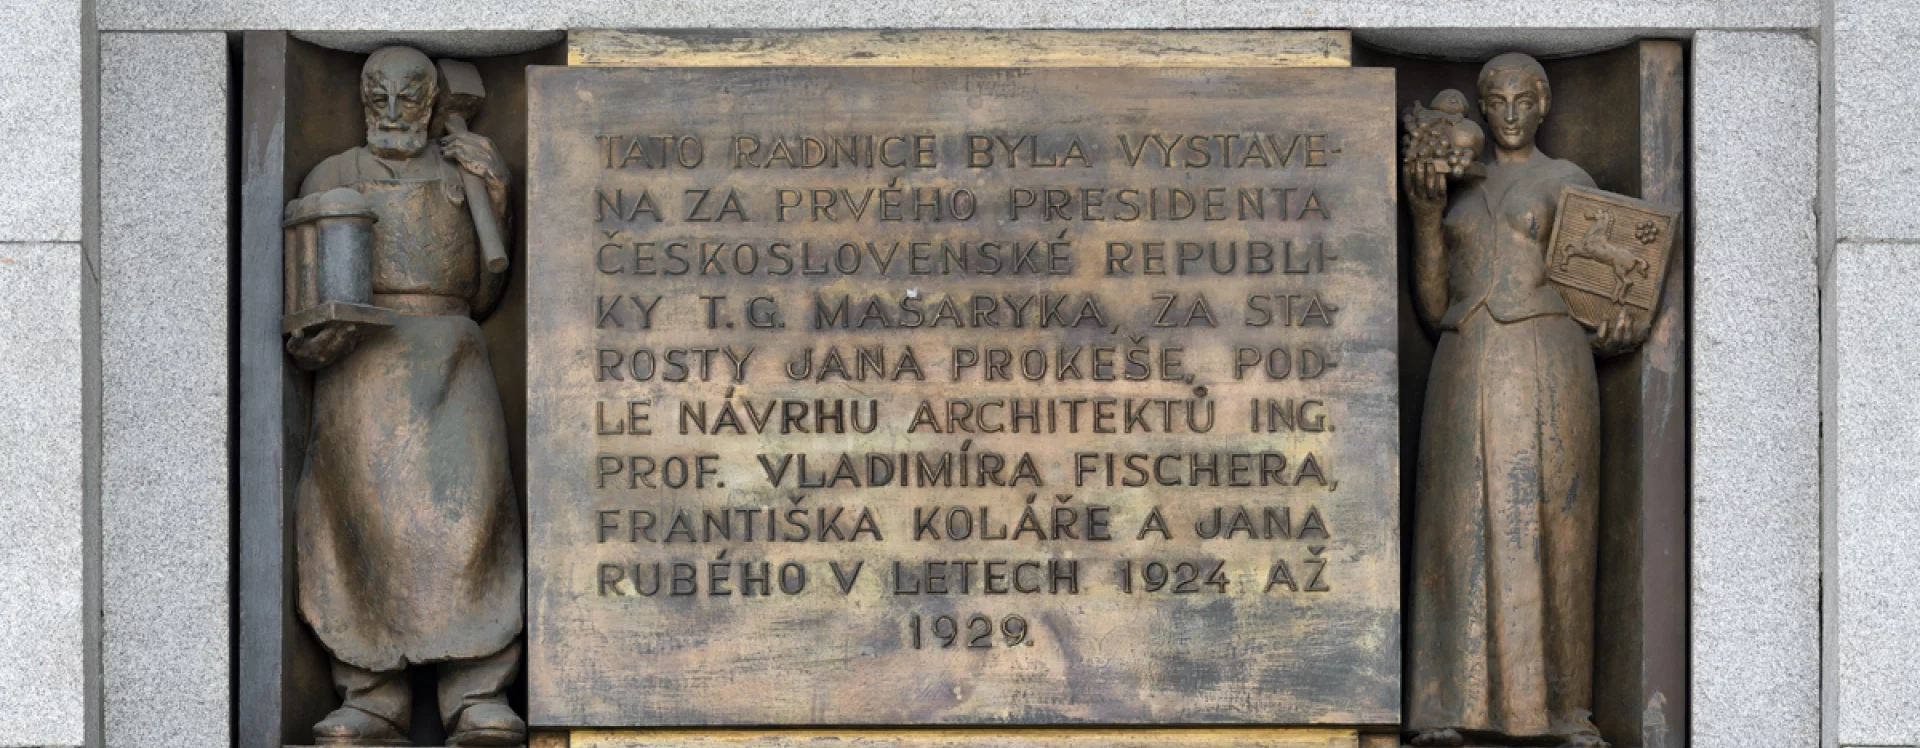 TATO RADNICE BYLA VYSTAVE-
NA ZA PRVÉHO PRESIDENTA
ČESKOSLOVENSKÉ REPUBLI-
KY T. G. MASARYKA, ZA STA-
ROSTY JANA PROKEŠE, POD-
LE NÁVRHU ARCHITEKTŮ ING.
PROF. VLADIMÍRA FISCHERA,
FRANTIŠKA KOLÁŘE A JANA
RUBÉHO V LETECH 1924 AŽ
1929.